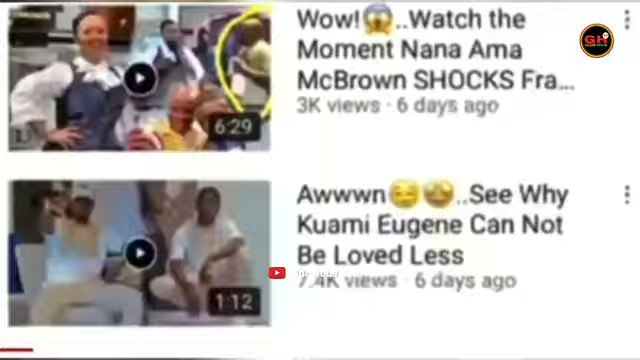 Wow!😱..Watch the
Moment Nana Ama
McBrown SHOCKS Fra...
3K views · 6 days ago
6:29
Awwwn😔🤩..See Why
Kuami Eugene Can Not
Be Loved Less
7.4K views · 6 days ago
1:12
GH